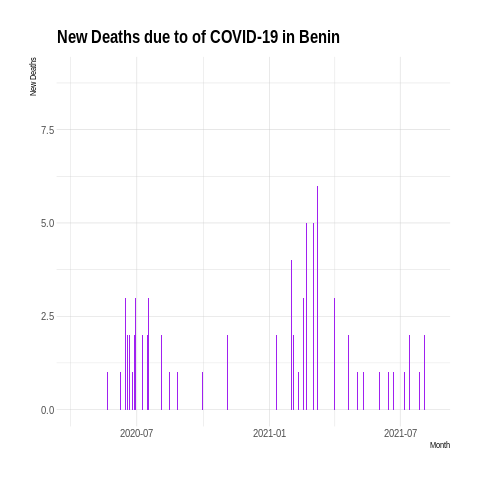 New Deaths due to of COVID-19 in Benin
New Deaths
7.5
5.0
2.5
0.0
2020-07
2021-01
2021-07
Month